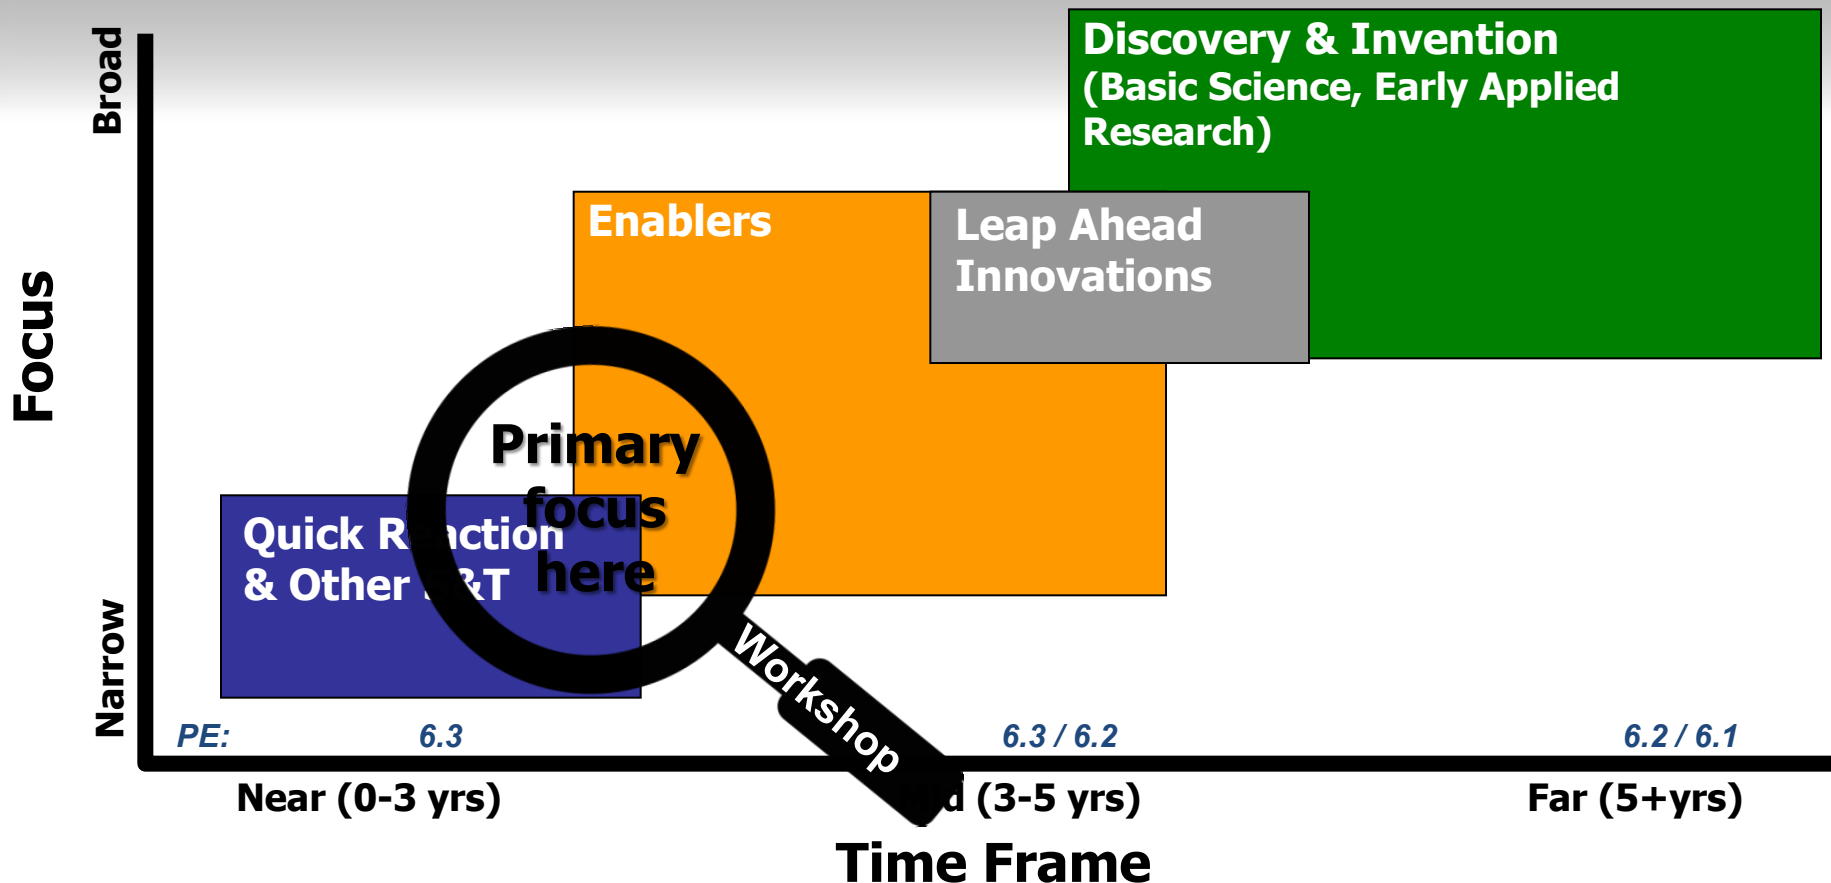 Broad
Discovery & Invention
(Basic Science, Early Applied
Research)
Enablers
Leap Ahead
Innovations
Focus
Primary
focus
here
Quick Reaction
& Other S&T
Workshop
Narrow
PE:
6.3
6.3 / 6.2
6.2 / 6.1
Near (0-3 yrs)
Mid (3-5 yrs)
Far (5+yrs)
Time Frame